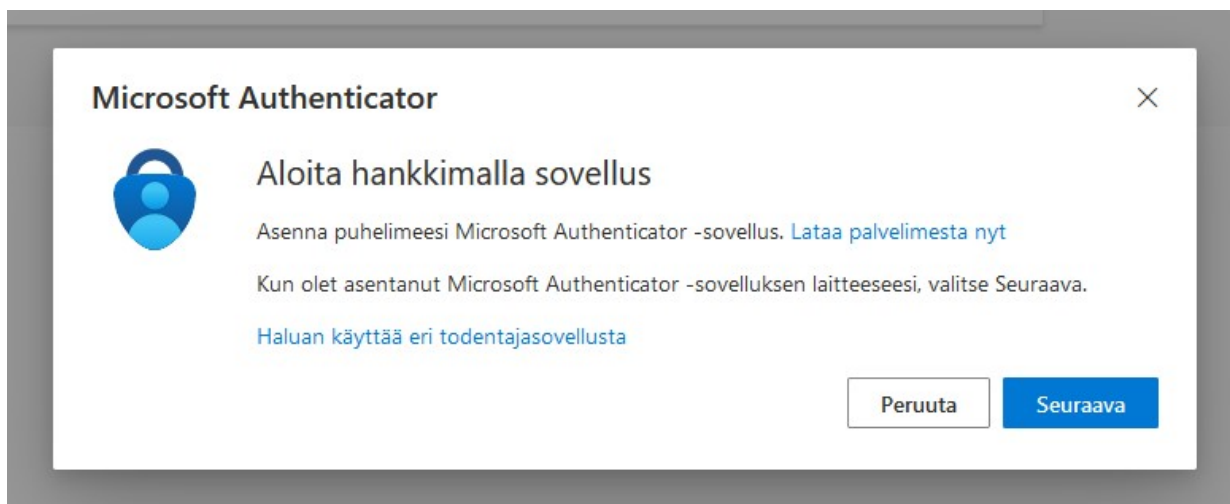 Microsoft Authenticator
Aloita hankkimalla sovellus
Asenna puhelimeesi Microsoft Authenticator -sovellus. Lataa palvelimesta nyt
Kun olet asentanut Microsoft Authenticator -sovelluksen laitteeseesi, valitse Seuraava.
Haluan käyttää eri todentajasovellusta
Peruuta Seuraava